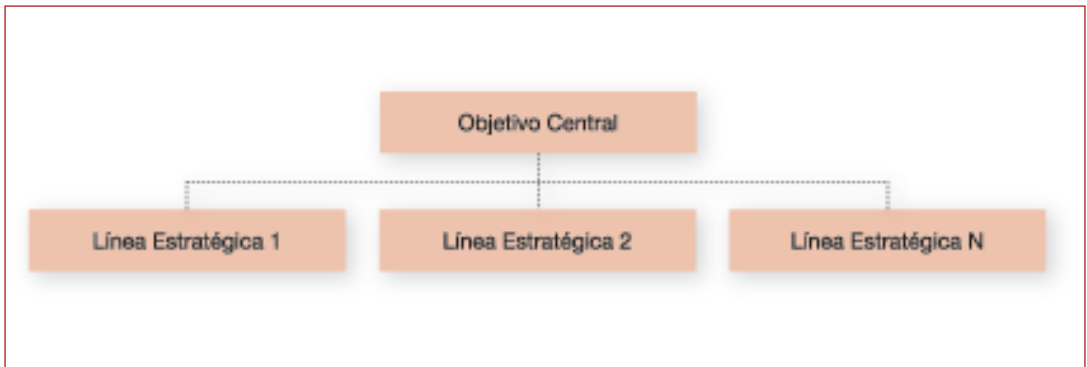 Objetivo Central
Línea Estratégica 1
Línea Estratégica 2
Línea Estratégica N